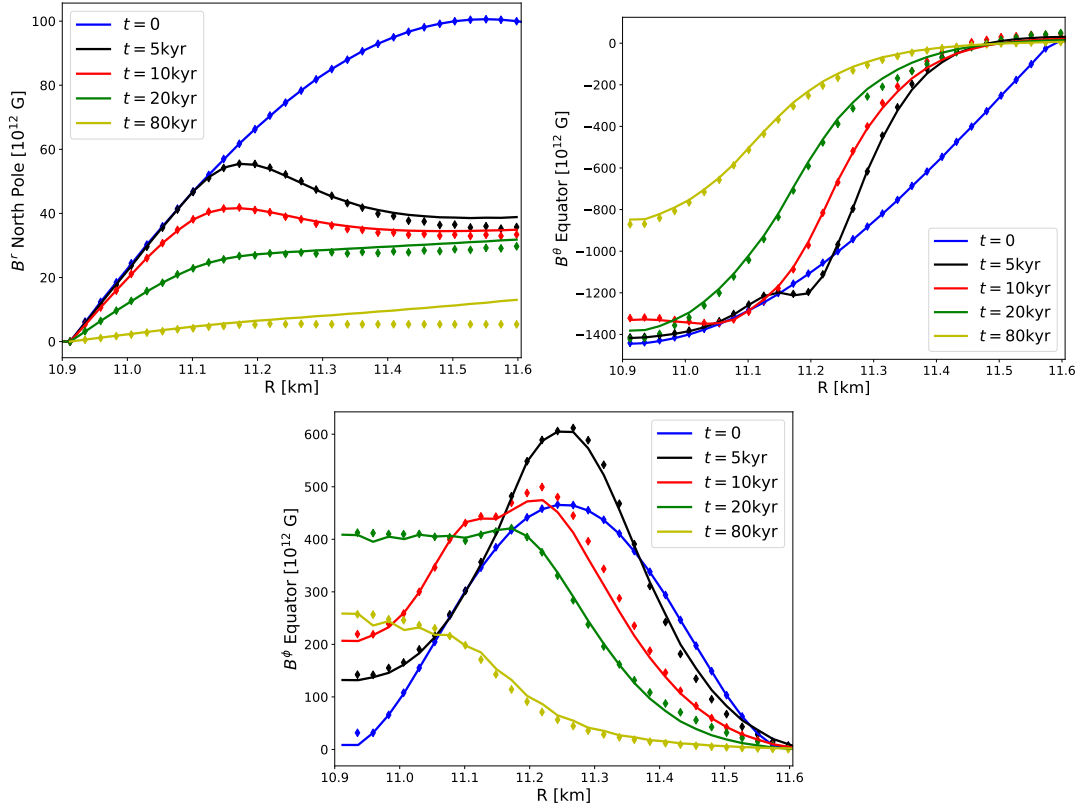 100
80
60
40
20
0
B^r North Pole [10^12 G]
t = 0
t = 5kyr
t = 10kyr
t = 20kyr
t = 80kyr
10.9 11.0 11.1 11.2 11.3 11.4 11.5 11.6
R [km]
0
−200
−400
−600
−800
−1000
−1200
−1400
B^θ Equator [10^12 G]
t = 0
t = 5kyr
t = 10kyr
t = 20kyr
t = 80kyr
10.9 11.0 11.1 11.2 11.3 11.4 11.5 11.6
R [km]
600
500
400
300
200
100
0
B^ϕ Equator [10^12 G]
t = 0
t = 5kyr
t = 10kyr
t = 20kyr
t = 80kyr
10.9 11.0 11.1 11.2 11.3 11.4 11.5 11.6
R [km]